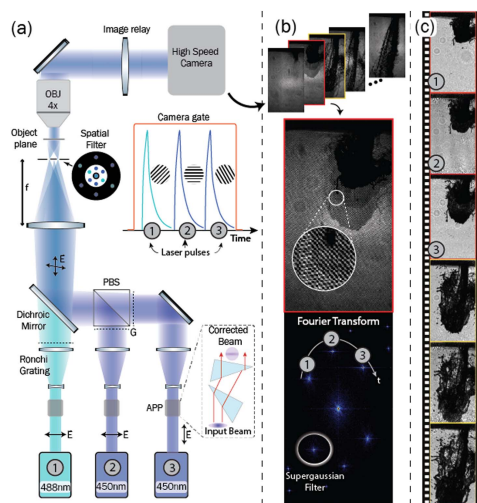 (a)
Image relay
High Speed
Camera
OBJ
4x
Object
plane
Spatial
Filter
f
Camera gate
1
2
3
Time
Laser pulses
E
PBS
G
Dichroic
Mirror
Ronchi
Grating
Corrected
Beam
APP
Input Beam
E
E
E
1
488nm
2
450nm
3
450nm
(b)
Fourier Transform
1
2
3
t
Supergaussian
Filter
(c)
1
2
3